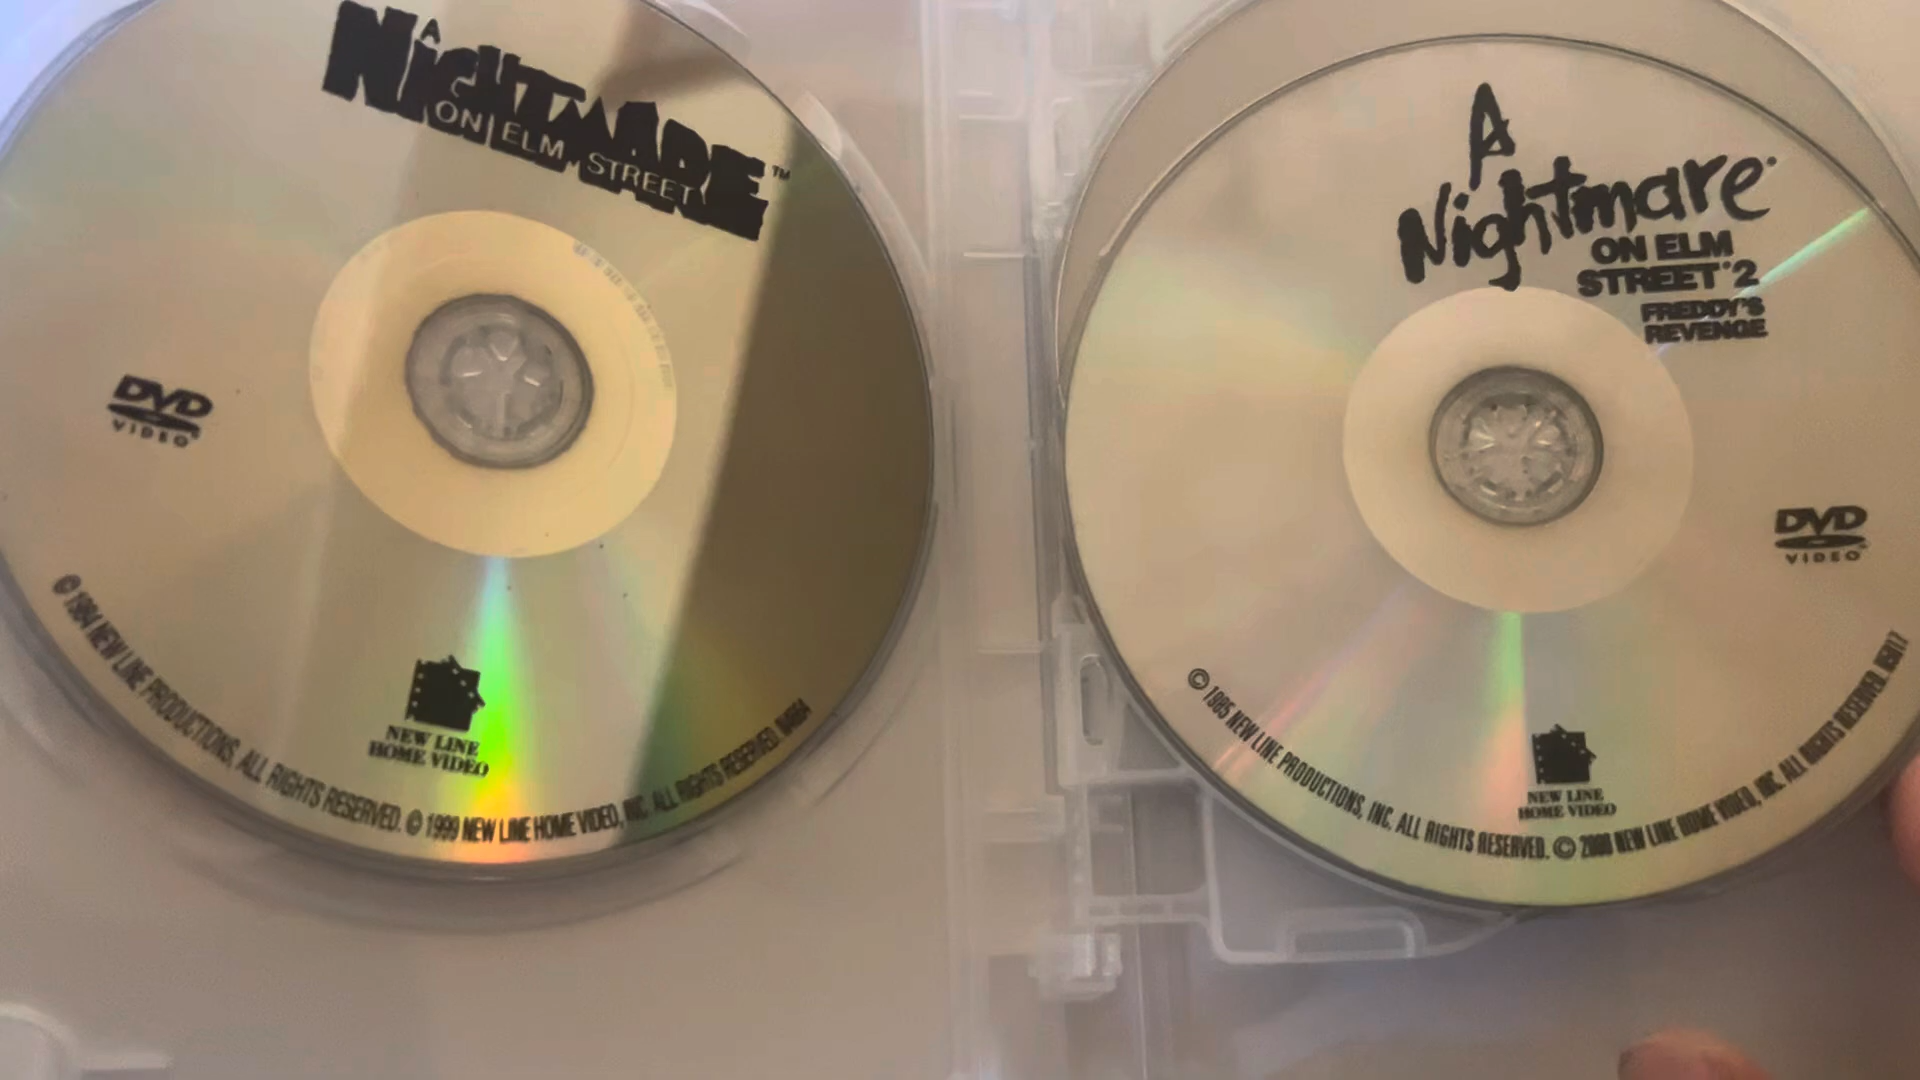 A
NIGHTMARE™
ON ELM STREET
DVD
VIDEO
© 1984 NEW LINE PRODUCTIONS, ALL RIGHTS RESERVED. © 1999 NEW LINE HOME VIDEO, INC. ALL RIGHTS RESERVED. N4664
NEW LINE
HOME VIDEO
A
Nightmare
ON ELM
STREET 2
FREDDY'S
REVENGE
DVD
VIDEO
NEW LINE
HOME VIDEO
© 1985 NEW LINE PRODUCTIONS, INC. ALL RIGHTS RESERVED. © 2000 NEW LINE HOME VIDEO, INC. ALL RIGHTS RESERVED.